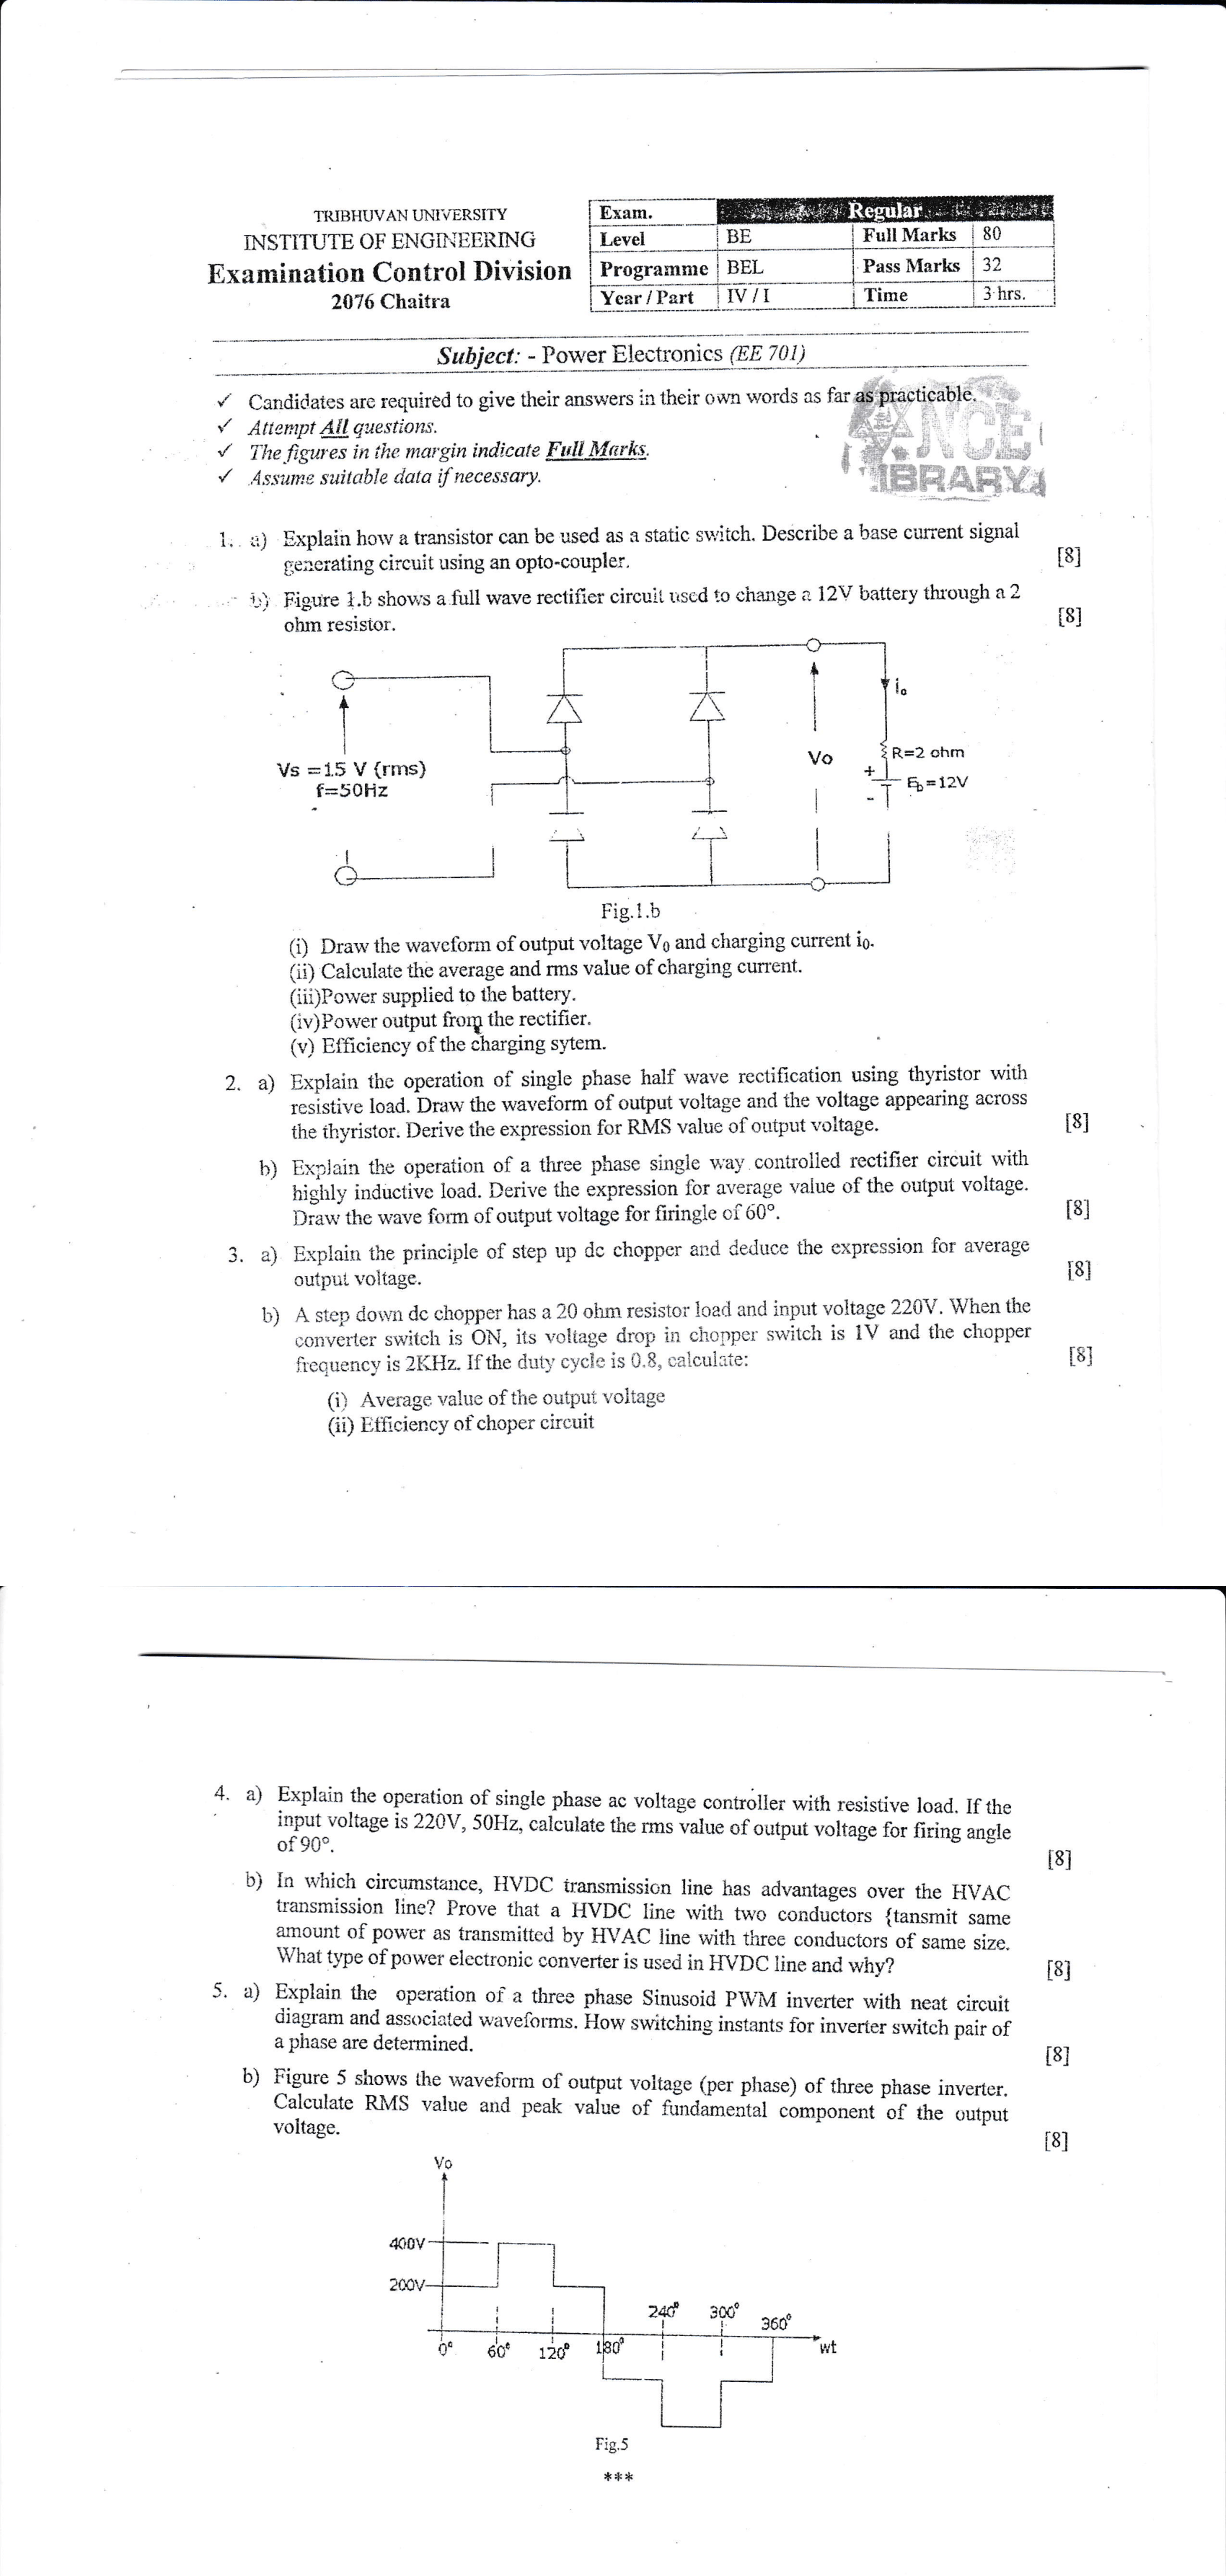 TRIBHUVAN UNIVERSITY
INSTITUTE OF ENGINEERING
Examination Control Division
2076 Chaitra
Exam. Regular
Level BE Full Marks 80
Programme BEL Pass Marks 32
Year / Part IV / I Time 3 hrs.
Subject: - Power Electronics (EE 701)
✓ Candidates are required to give their answers in their own words as far as practicable.
✓ Attempt All questions.
✓ The figures in the margin indicate Full Marks.
✓ Assume suitable data if necessary.
NCE
LIBRARY
1. a) Explain how a transistor can be used as a static switch. Describe a base current signal
generating circuit using an opto-coupler. [8]
b) Figure 1.b shows a full wave rectifier circuit used to change a 12V battery through a 2
ohm resistor. [8]
io
Vs =15 V (rms)
f=50Hz
Vo
R=2 ohm
+
Eb=12V
-
Fig.1.b
(i) Draw the waveform of output voltage V0 and charging current i0.
(ii) Calculate the average and rms value of charging current.
(iii)Power supplied to the battery.
(iv)Power output from the rectifier.
(v) Efficiency of the charging sytem.
2. a) Explain the operation of single phase half wave rectification using thyristor with
resistive load. Draw the waveform of output voltage and the voltage appearing across
the thyristor. Derive the expression for RMS value of output voltage. [8]
b) Explain the operation of a three phase single way controlled rectifier circuit with
highly inductive load. Derive the expression for average value of the output voltage.
Draw the wave form of output voltage for firingle of 60°. [8]
3. a) Explain the principle of step up dc chopper and deduce the expression for average
output voltage. [8]
b) A step down dc chopper has a 20 ohm resistor load and input voltage 220V. When the
converter switch is ON, its voltage drop in chopper switch is 1V and the chopper
frequency is 2KHz. If the duty cycle is 0.8, calculate: [8]
(i) Average value of the output voltage
(ii) Efficiency of choper circuit
4. a) Explain the operation of single phase ac voltage controller with resistive load. If the
input voltage is 220V, 50Hz, calculate the rms value of output voltage for firing angle
of 90°. [8]
b) In which circumstance, HVDC transmission line has advantages over the HVAC
transmission line? Prove that a HVDC line with two conductors {tansmit same
amount of power as transmitted by HVAC line with three conductors of same size.
What type of power electronic converter is used in HVDC line and why? [8]
5. a) Explain the operation of a three phase Sinusoid PWM inverter with neat circuit
diagram and associated waveforms. How switching instants for inverter switch pair of
a phase are determined. [8]
b) Figure 5 shows the waveform of output voltage (per phase) of three phase inverter.
Calculate RMS value and peak value of fundamental component of the output
voltage. [8]
Vo
400V
200V
240° 300° 360°
0° 60° 120° 180° wt
Fig.5
***